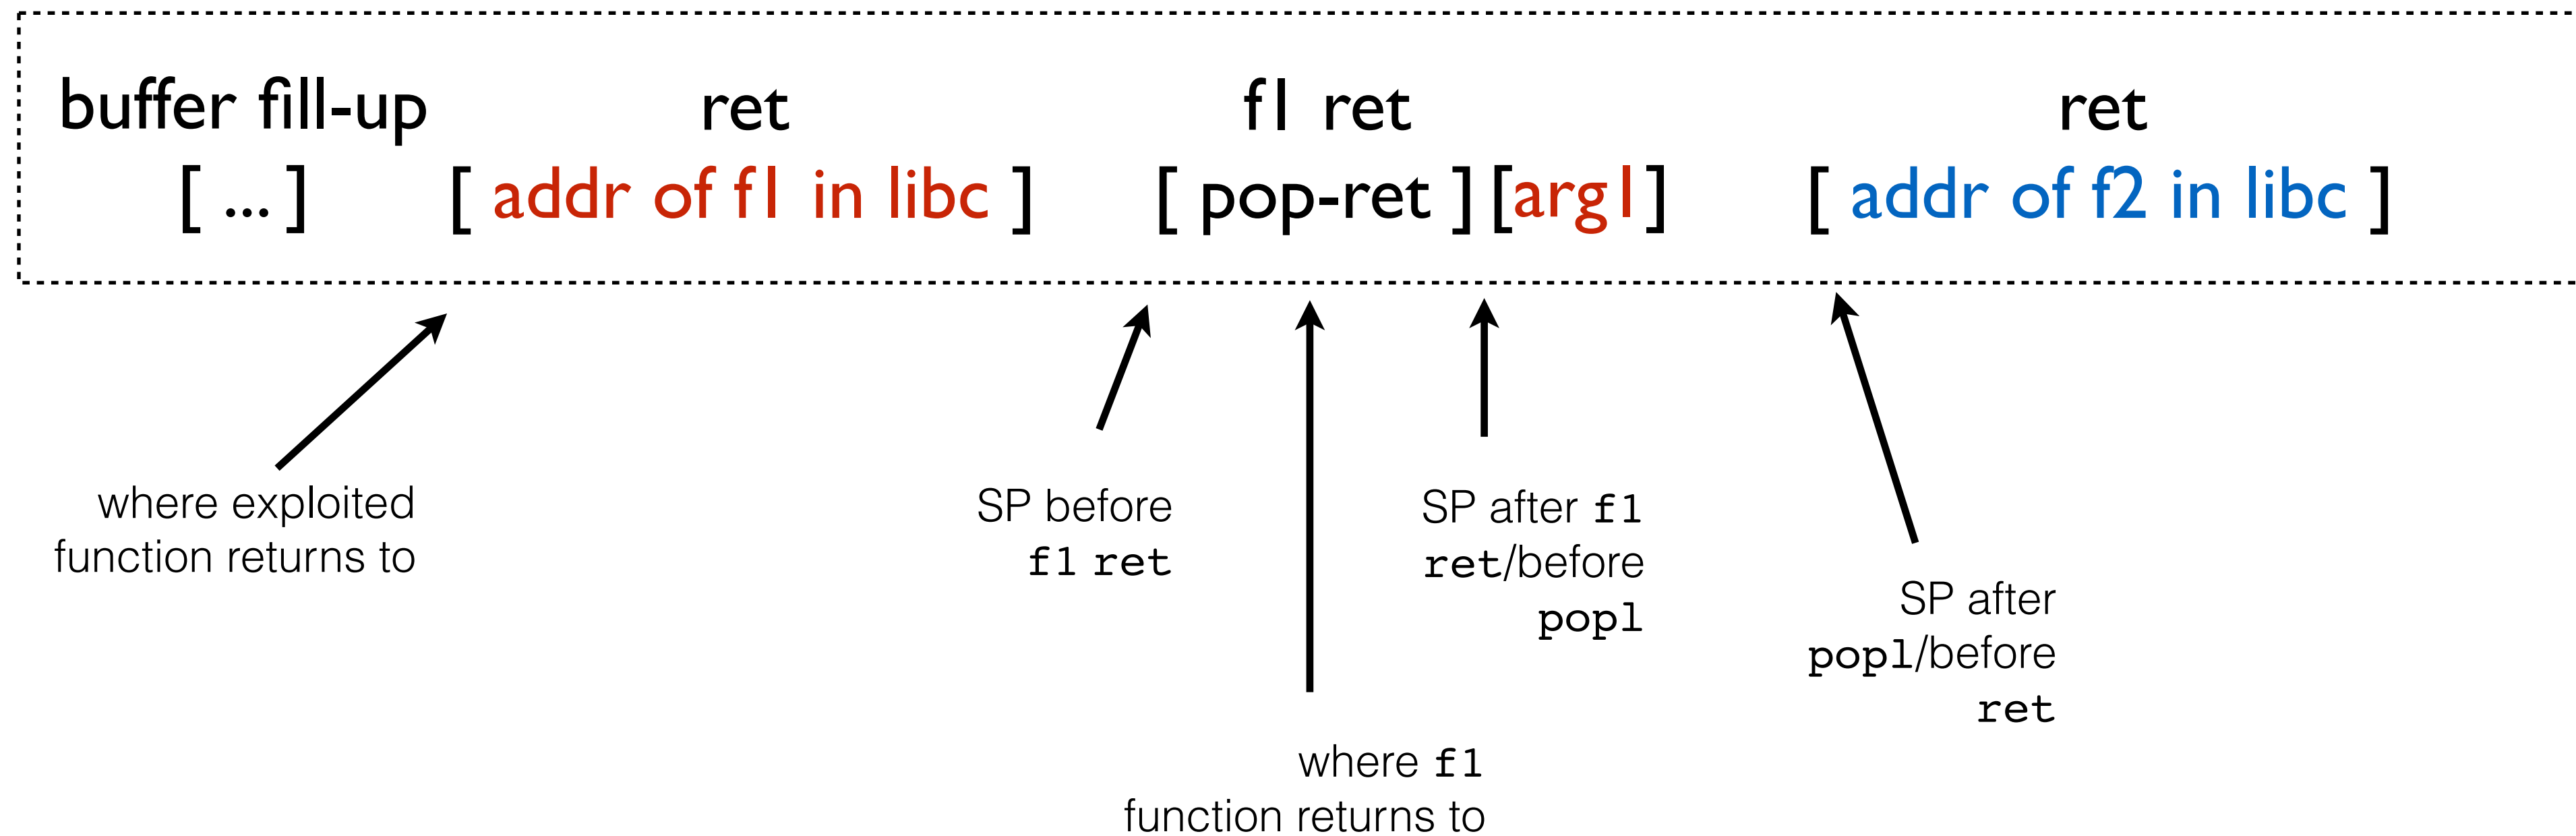 buffer fill-up ret f1 ret ret
[ ... ] [ addr of f1 in libc ] [ pop-ret ] [arg1] [ addr of f2 in libc ]
where exploited
function returns to
SP before
f1 ret
SP after f1
ret/before
popl
SP after
popl/before
ret
where f1
function returns to